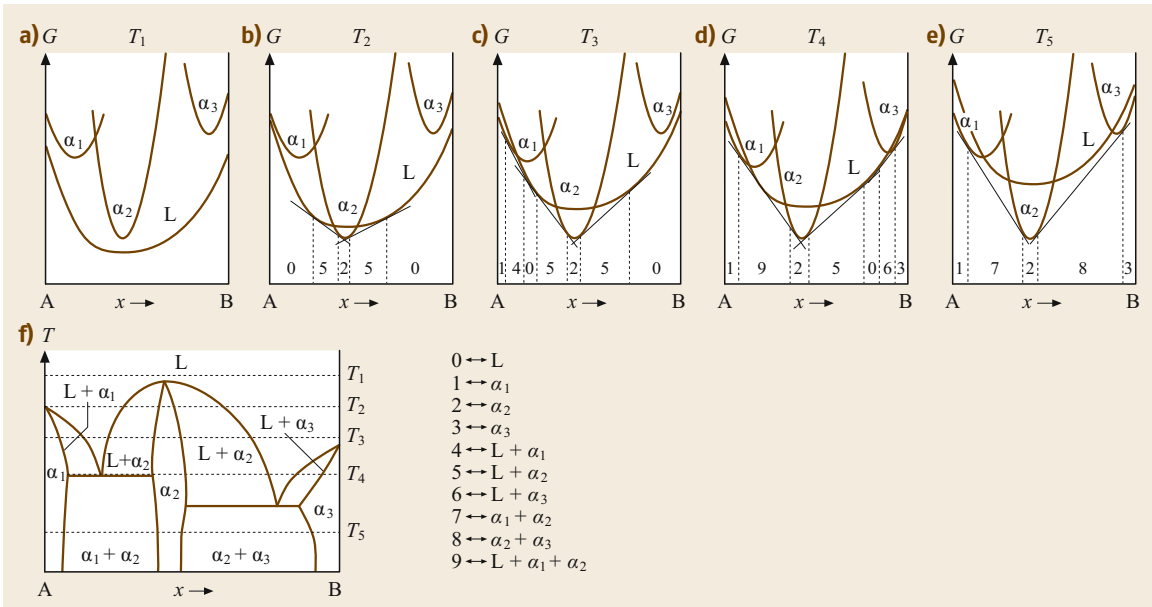 a) G T₁
α₁
α₂
L
α₃
A x → B
b) G T₂
α₁
α₂
L
α₃
0 5 2 5 0
A x → B
c) G T₃
α₁
α₂
L
α₃
1 4 0 5 2 5 0
A x → B
d) G T₄
α₁
α₂
L
α₃
1 9 2 5 0 6 3
A x → B
e) G T₅
α₁
α₂
L
α₃
1 7 2 8 3
A x → B
f) T
L
T₁
L + α₁
T₂
L + α₃
T₃
L+α₂
L + α₂
α₁
T₄
α₂
α₃
T₅
α₁ + α₂
α₂ + α₃
A x → B
0 ↔ L
1 ↔ α₁
2 ↔ α₂
3 ↔ α₃
4 ↔ L + α₁
5 ↔ L + α₂
6 ↔ L + α₃
7 ↔ α₁ + α₂
8 ↔ α₂ + α₃
9 ↔ L + α₁ + α₂